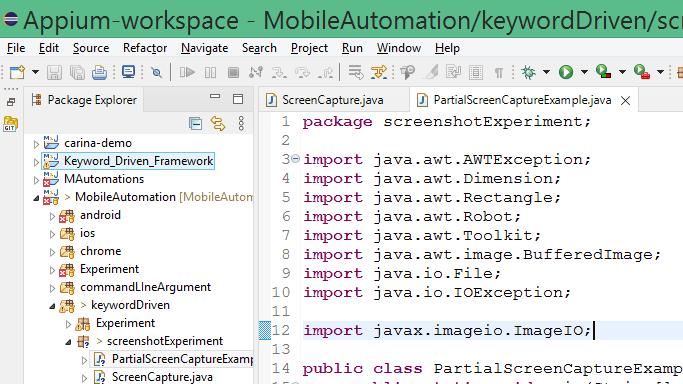 Appium-workspace - MobileAutomation/keywordDriven/scr
File Edit Source Refactor Navigate Search Project Run Window Help
Package Explorer
carina-demo
Keyword_Driven_Framework
MAutomations
> MobileAutomation [MobileAutom
android
ios
chrome
Experiment
commandLIneArgument
> keywordDriven
Experiment
> screenshotExperiment
> PartialScreenCaptureExamp
ScreenCapture.java
GIT
ScreenCapture.java PartialScreenCaptureExample.java
1 package screenshotExperiment;
2
3 import java.awt.AWTException;
4 import java.awt.Dimension;
5 import java.awt.Rectangle;
6 import java.awt.Robot;
7 import java.awt.Toolkit;
8 import java.awt.image.BufferedImage;
9 import java.io.File;
10 import java.io.IOException;
11
12 import javax.imageio.ImageIO;
13
14 public class PartialScreenCaptureExam